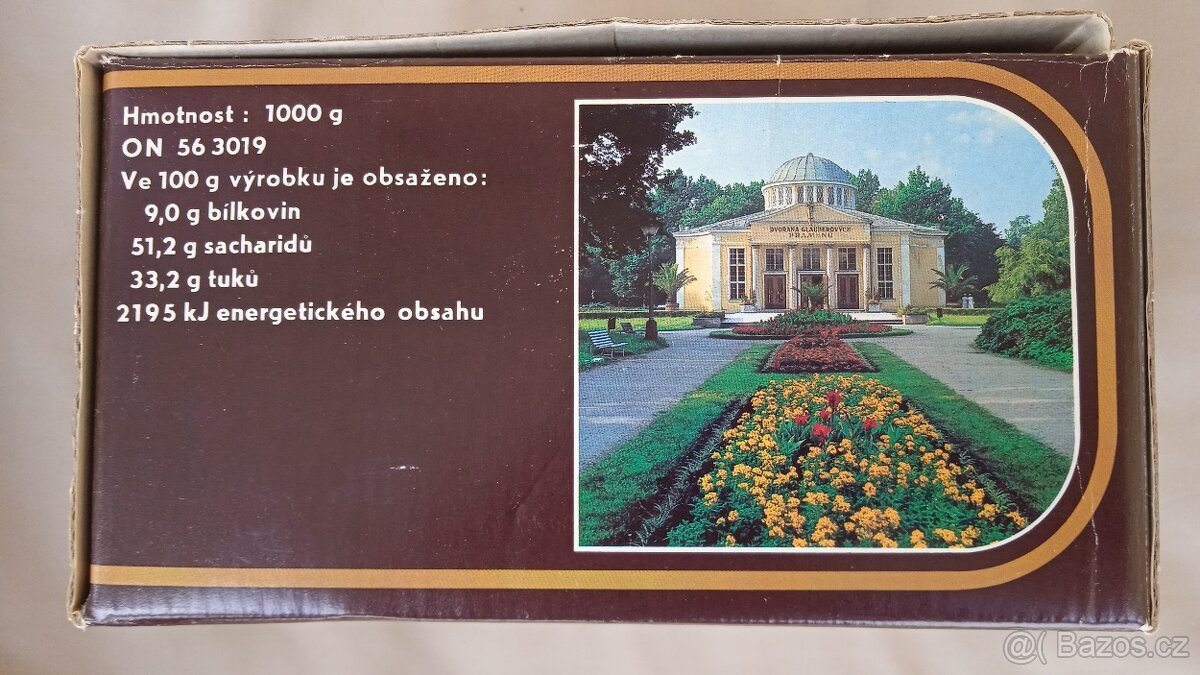 Hmotnost : 1000 g
ON 56 3019
Ve 100 g výrobku je obsaženo:
9,0 g bílkovin
51,2 g sacharidů
33,2 g tuků
2195 kJ energetického obsahu
DVORANA GLAUBEROVÝCH
PRAMENŮ
@( Bazos.cz